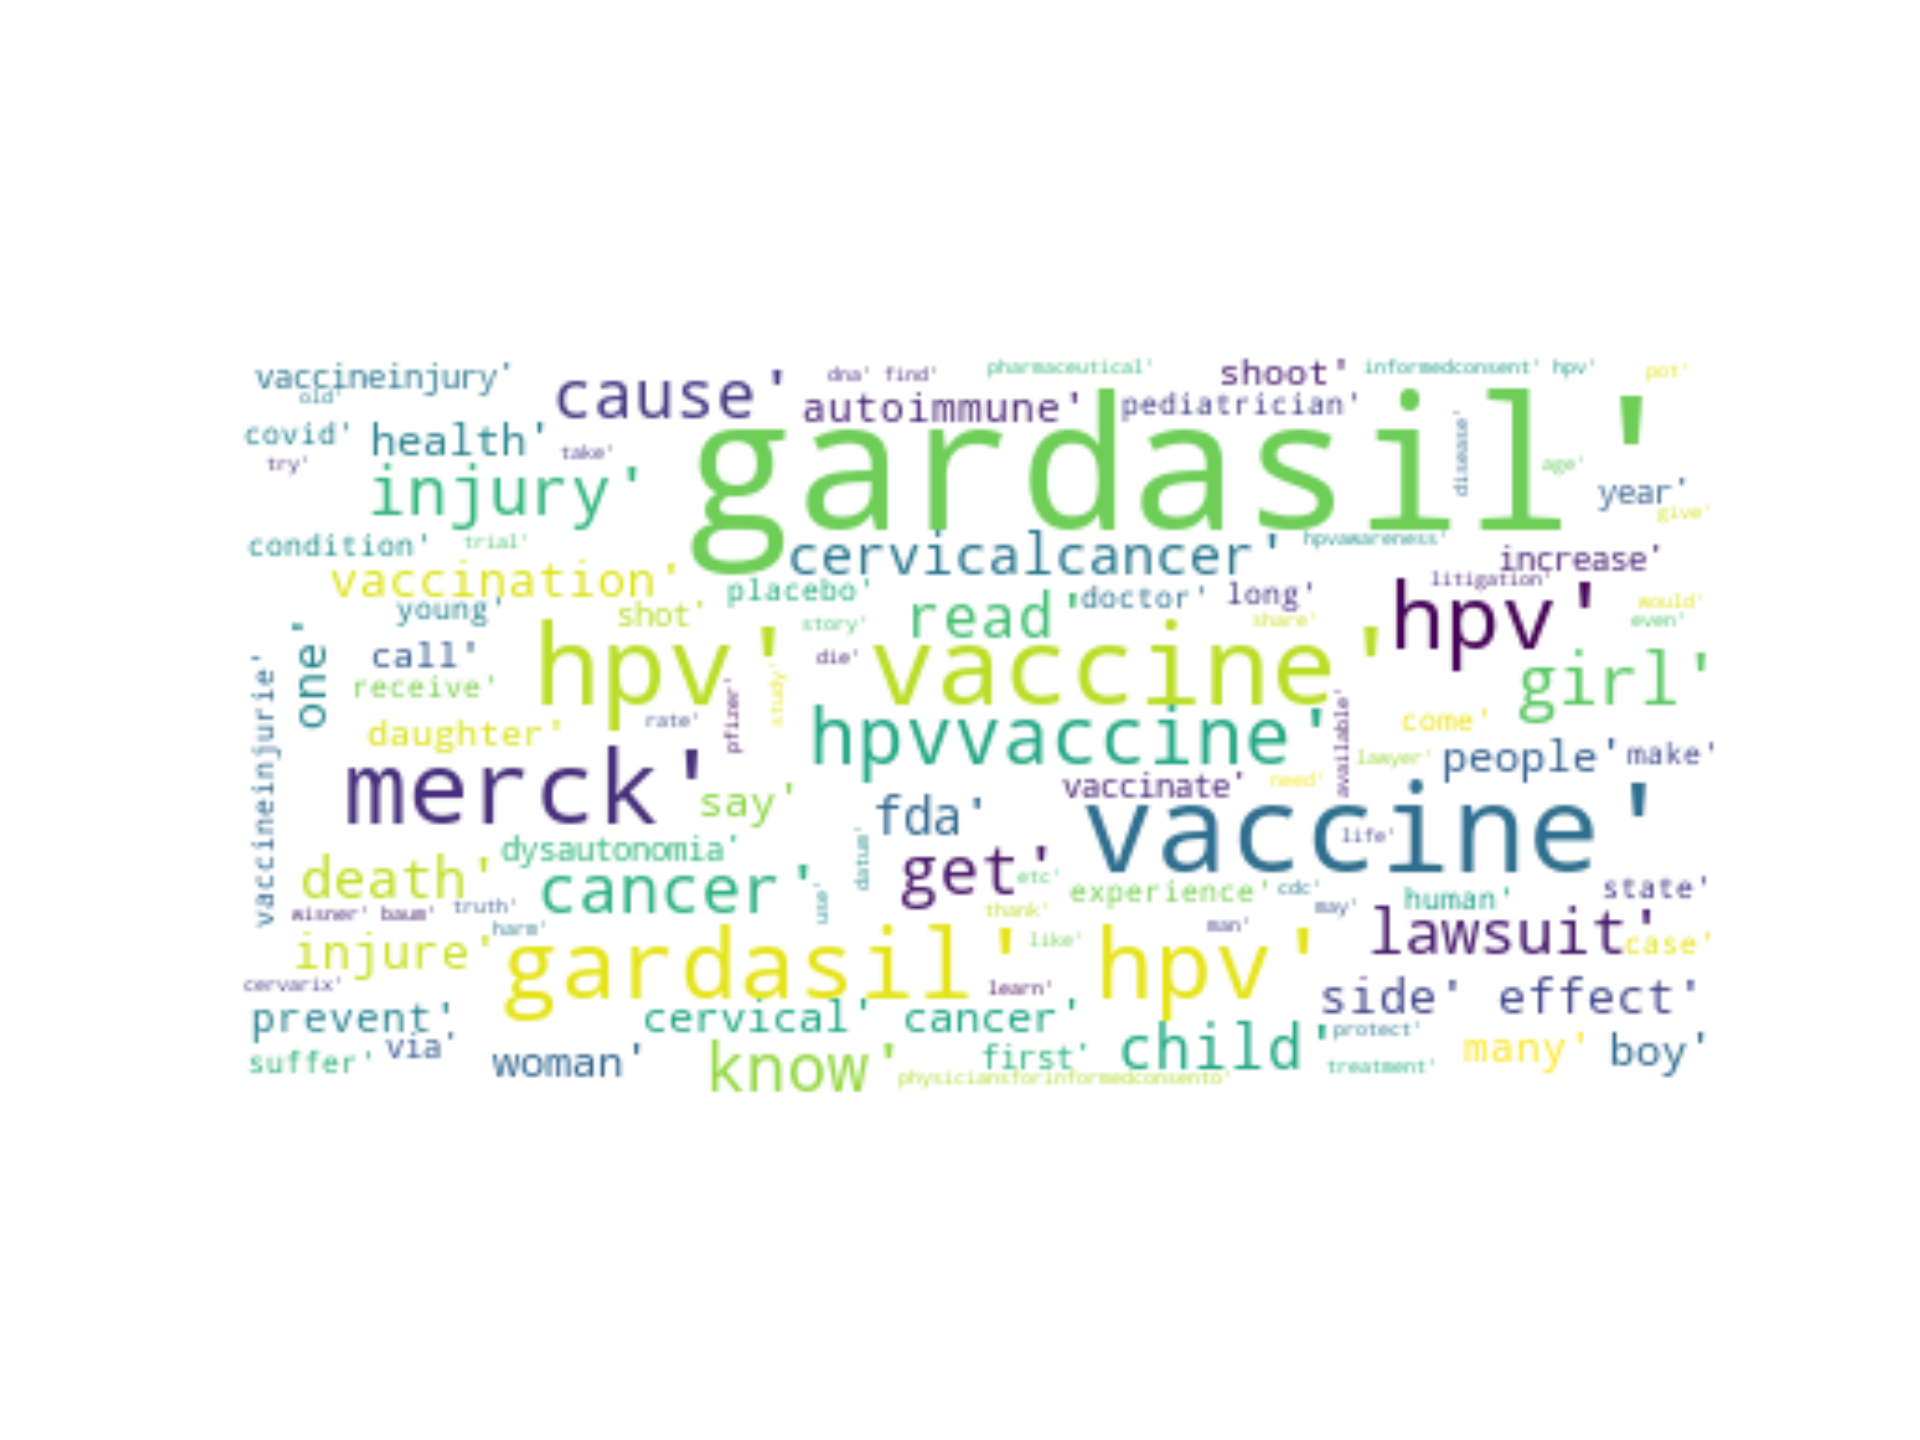 vaccineinjury'
old'
cause'
dna' find'
pharmaceutical'
shoot'
informedconsent' hpv'
pot'
autoimmune'
pediatrician'
covid'
health'
try'
take'
gardasil'
disease'
age'
injury'
year'
give'
condition'
trial'
cervicalcancer'
hpvawareness'
increase'
vaccination'
placebo'
litigation'
young'
shot'
read'
doctor'
long'
hpv'
would'
story'
share'
even'
one'
call'
die'
hpv' vaccine'
girl'
vaccineinjurie'
receive'
pfizer'
study'
available'
daughter'
rate'
hpvvaccine'
come'
people'
make'
lawyer'
merck'
say'
vaccinate'
need'
fda'
vaccine'
life'
dysautonomia'
datum'
death'
cancer'
use'
get'
etc'
experience'
cdc'
may'
human'
state'
wisner' baum'
truth'
harm'
thank'
man'
lawsuit'
injure'
gardasil' hpv'
like'
case'
cervarix'
learn'
side' effect'
prevent'
via'
cervical' cancer'
protect'
suffer'
woman'
know'
first'
child'
treatment'
many'
boy'
physiciansforinformedconsento'